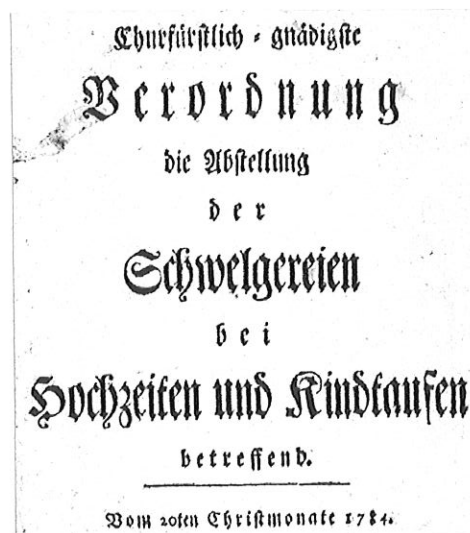 Churfürstlich = gnädigste
Verordnung
die Abstellung
der
Schwelgereien
bei
Hochzeiten und Kindtaufen
betreffend.
Vom 20ten Christmonate 1784.